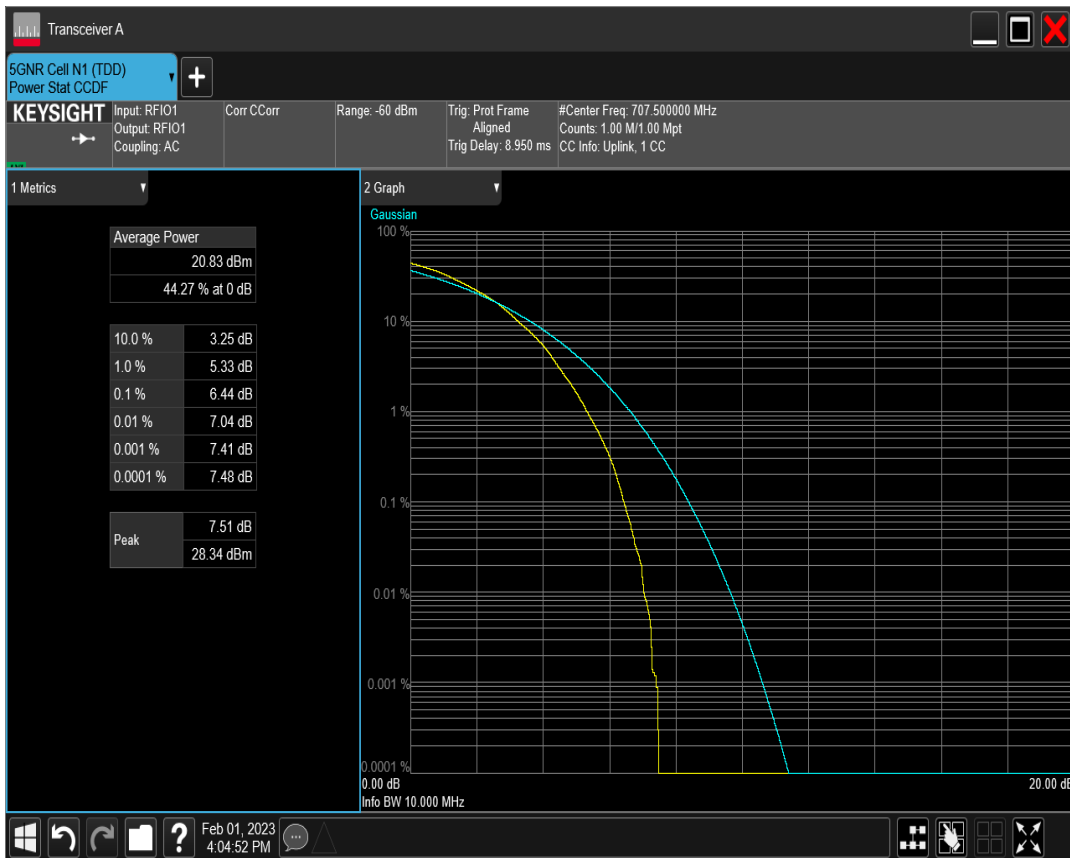 Transceiver A
5GNR Cell N1 (TDD)
Power Stat CCDF
KEYSIGHT
Input: RFIO1
Output: RFIO1
Coupling: AC
Corr CCorr
Range: -60 dBm
Trig: Prot Frame
Aligned
Trig Delay: 8.950 ms
#Center Freq: 707.500000 MHz
Counts: 1.00 M/1.00 Mpt
CC Info: Uplink, 1 CC
1 Metrics
Average Power
20.83 dBm
44.27 % at 0 dB
10.0 % 3.25 dB
1.0 % 5.33 dB
0.1 % 6.44 dB
0.01 % 7.04 dB
0.001 % 7.41 dB
0.0001 % 7.48 dB
Peak
7.51 dB
28.34 dBm
2 Graph
Gaussian
100 %
10 %
1 %
0.1 %
0.01 %
0.001 %
0.0001 %
0.00 dB
20.00 dB
Info BW 10.000 MHz
Feb 01, 2023
4:04:52 PM